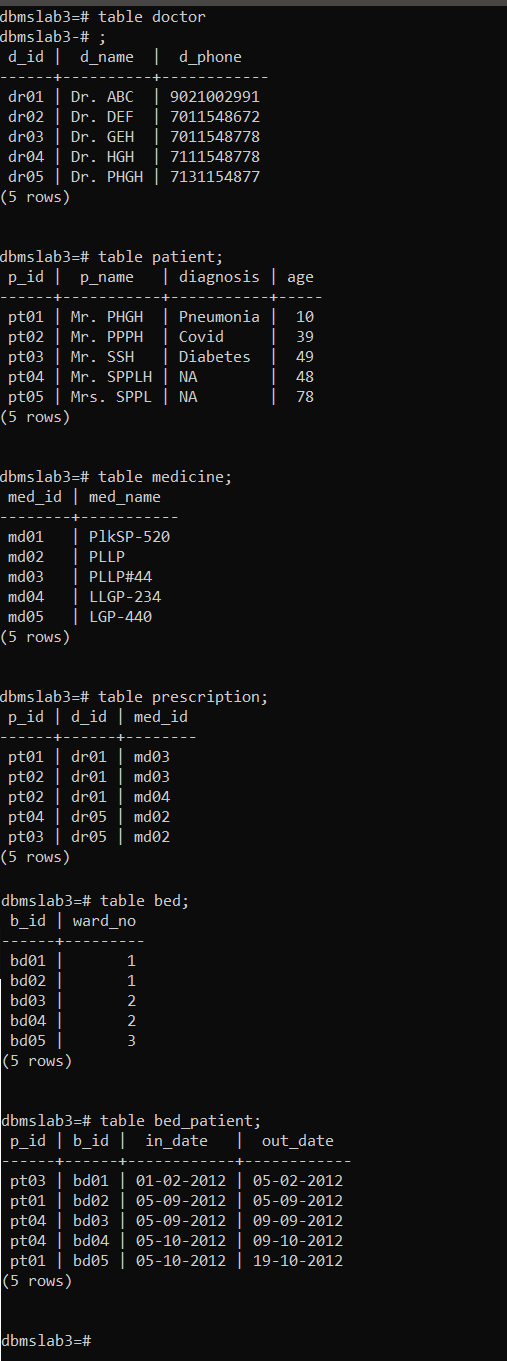 dbmslab3=# table doctor
dbmslab3-# ;
 d_id |  d_name  |  d_phone
------+----------+------------
 dr01 | Dr. ABC  | 9021002991
 dr02 | Dr. DEF  | 7011548672
 dr03 | Dr. GEH  | 7011548778
 dr04 | Dr. HGH  | 7111548778
 dr05 | Dr. PHGH | 7131154877
(5 rows)
dbmslab3=# table patient;
 p_id |  p_name   | diagnosis | age
------+-----------+-----------+-----
 pt01 | Mr. PHGH  | Pneumonia |  10
 pt02 | Mr. PPPH  | Covid     |  39
 pt03 | Mr. SSH   | Diabetes  |  49
 pt04 | Mr. SPPLH | NA        |  48
 pt05 | Mrs. SPPL | NA        |  78
(5 rows)
dbmslab3=# table medicine;
 med_id | med_name
--------+-----------
 md01   | PlkSP-520
 md02   | PLLP
 md03   | PLLP#44
 md04   | LLGP-234
 md05   | LGP-440
(5 rows)
dbmslab3=# table prescription;
 p_id | d_id | med_id
------+------+--------
 pt01 | dr01 | md03
 pt02 | dr01 | md03
 pt02 | dr01 | md04
 pt04 | dr05 | md02
 pt03 | dr05 | md02
(5 rows)
dbmslab3=# table bed;
 b_id | ward_no
------+---------
 bd01 |       1
 bd02 |       1
 bd03 |       2
 bd04 |       2
 bd05 |       3
(5 rows)
dbmslab3=# table bed_patient;
 p_id | b_id |  in_date   |  out_date
------+------+------------+------------
 pt03 | bd01 | 01-02-2012 | 05-02-2012
 pt01 | bd02 | 05-09-2012 | 05-09-2012
 pt04 | bd03 | 05-09-2012 | 09-09-2012
 pt04 | bd04 | 05-10-2012 | 09-10-2012
 pt01 | bd05 | 05-10-2012 | 19-10-2012
(5 rows)
dbmslab3=#